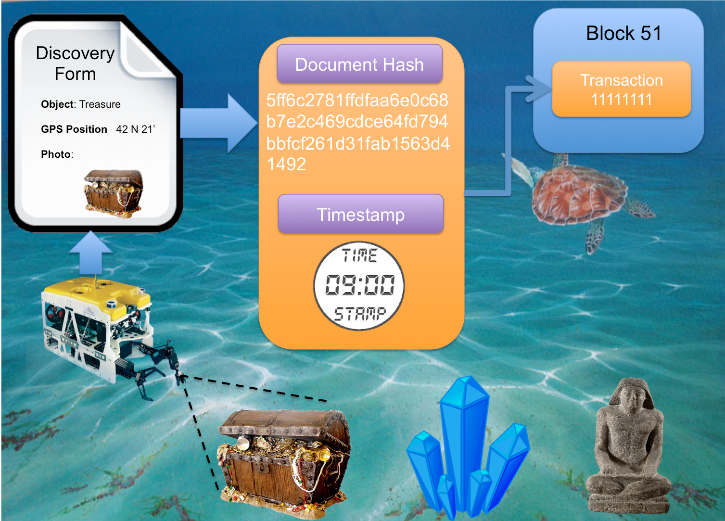 Discovery
Form
Object: Treasure
GPS Position 42 N 21'
Photo:
Document Hash
5ff6c2781ffdfaa6e0c68
b7e2c469cdce64fd794
bbfcf261d31fab1563d4
1492
Timestamp
TIME
09:00
STAMP
Block 51
Transaction
11111111